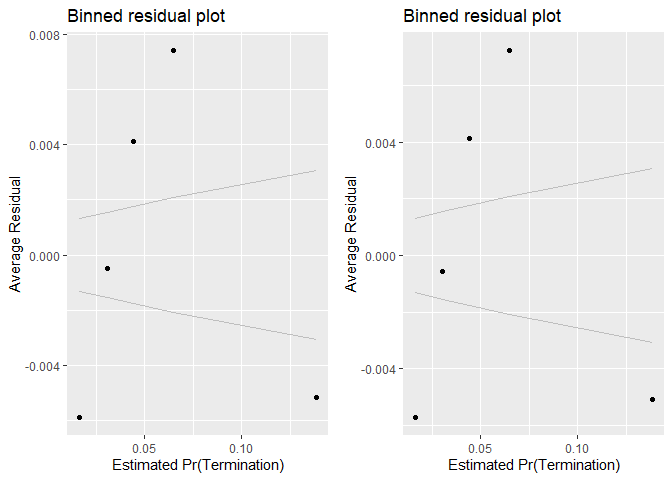 Binned residual plot
0.008
0.004
0.000
-0.004
Average Residual
0.05 0.10
Estimated Pr(Termination)
Binned residual plot
0.004
0.000
-0.004
Average Residual
0.05 0.10
Estimated Pr(Termination)